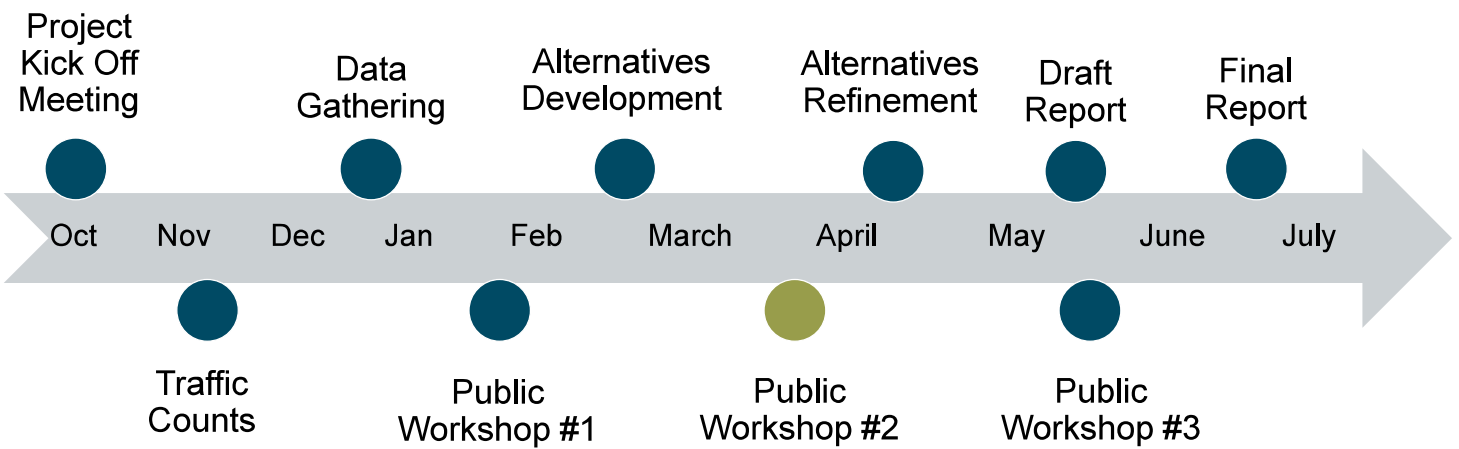 Project
Kick Off
Meeting
Data
Gathering
Alternatives
Development
Alternatives
Refinement
Draft
Report
Final
Report
Oct Nov Dec Jan Feb March April May June July
Traffic
Counts
Public
Workshop #1
Public
Workshop #2
Public
Workshop #3